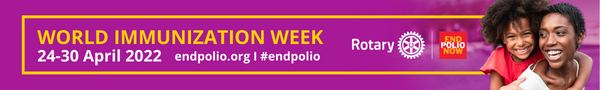 WORLD IMMUNIZATION WEEK
24-30 April 2022 endpolio.org I #endpolio
Rotary
END
POLIO
NOW